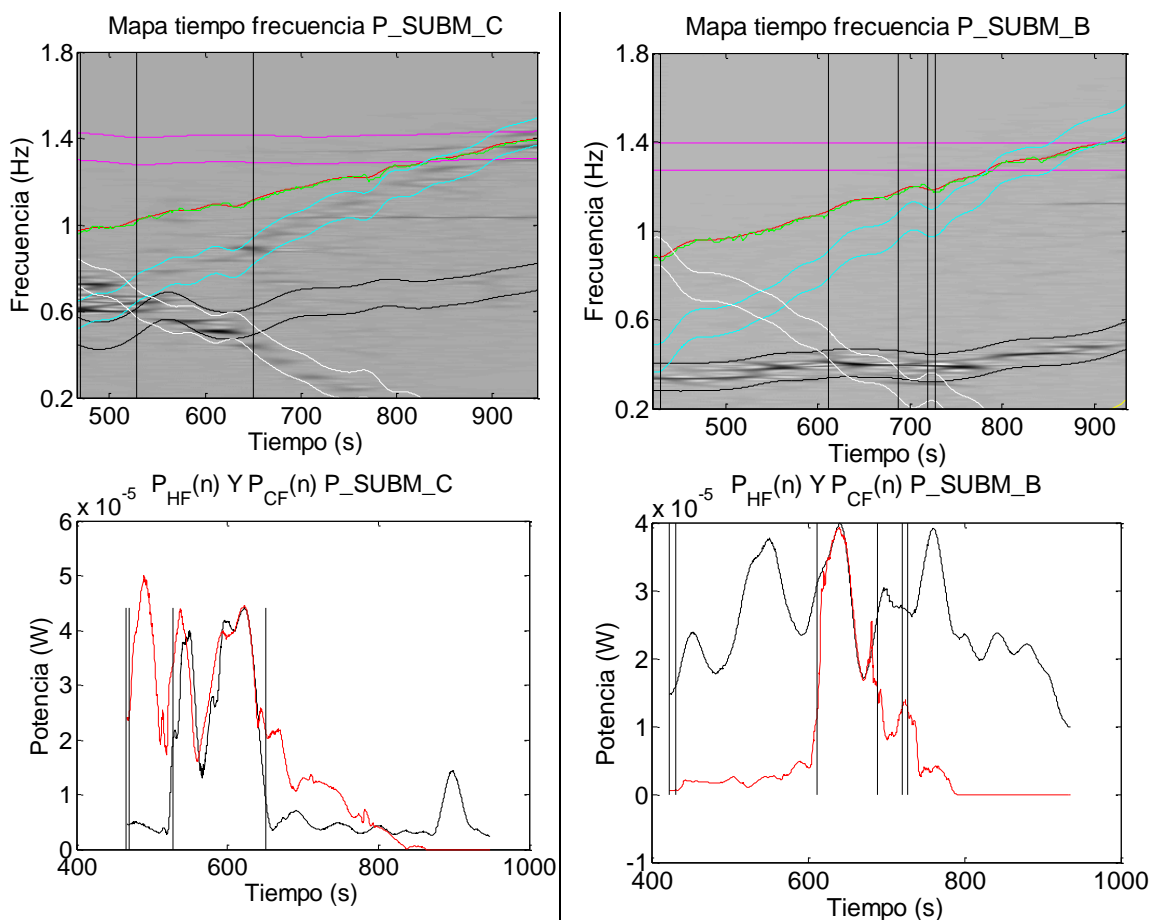 Mapa tiempo frecuencia P_SUBM_C
Frecuencia (Hz)
1.8
1.4
1
0.6
0.2
500 600 700 800 900
Tiempo (s)
Mapa tiempo frecuencia P_SUBM_B
Frecuencia (Hz)
1.8
1.4
1
0.6
0.2
500 600 700 800 900
Tiempo (s)
P_HF(n) Y P_CF(n) P_SUBM_C
x 10^-5
Potencia (W)
6
5
4
3
2
1
0
400 600 800 1000
Tiempo (s)
P_HF(n) Y P_CF(n) P_SUBM_B
x 10^-5
Potencia (W)
4
3
2
1
0
-1
400 600 800 1000
Tiempo (s)